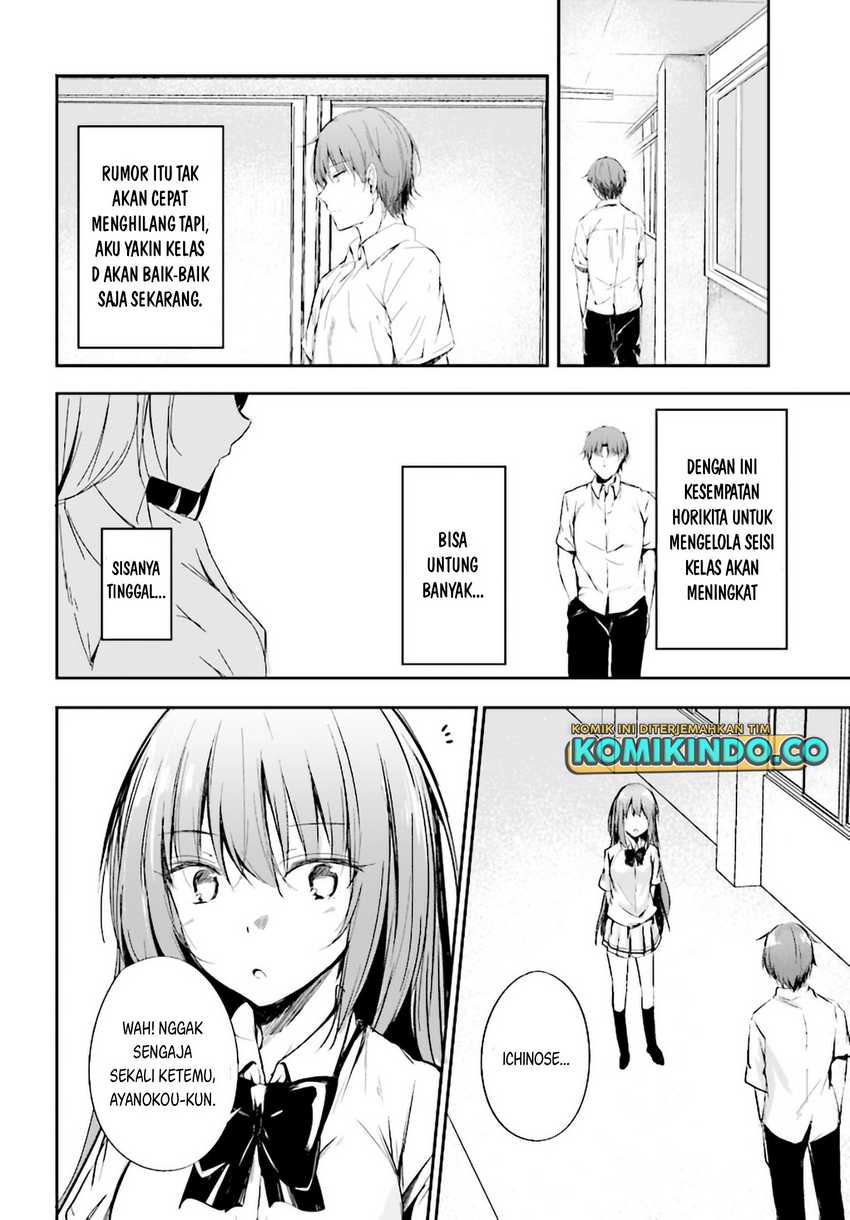 RUMOR ITU TAK
AKAN CEPAT
MENGHILANG TAPI,
AKU YAKIN KELAS
D AKAN BAIK-BAIK
SAJA SEKARANG.
DENGAN INI
KESEMPATAN
HORIKITA UNTUK
MENGELOLA SEISI
KELAS AKAN
MENINGKAT
BISA
UNTUNG
BANYAK...
SISANYA
TINGGAL...
KOMIK INI DITERJEMAHKAN TIM
KOMIKINDO.CO
ICHINOSE...
WAH! NGGAK
SENGAJA
SEKALI KETEMU,
AYANOKOU-KUN.